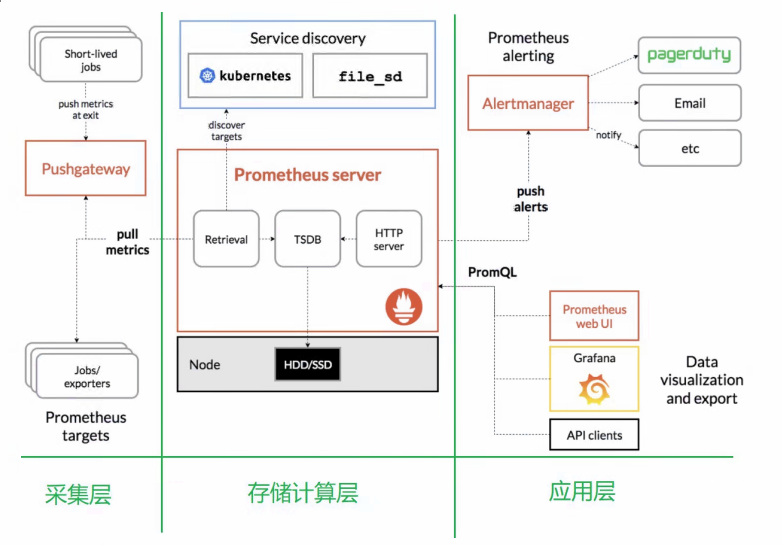 Short-lived
jobs
push metrics
at exit
Pushgateway
pull
metrics
Jobs/
exporters
Prometheus
targets
Service discovery
kubernetes
file_sd
discover
targets
Prometheus server
Retrieval
TSDB
HTTP
server
Node
HDD/SSD
Prometheus
alerting
Alertmanager
pagerduty
Email
notify
etc
push
alerts
PromQL
Prometheus
web UI
Grafana
API clients
Data
visualization
and export
采集层
存储计算层
应用层